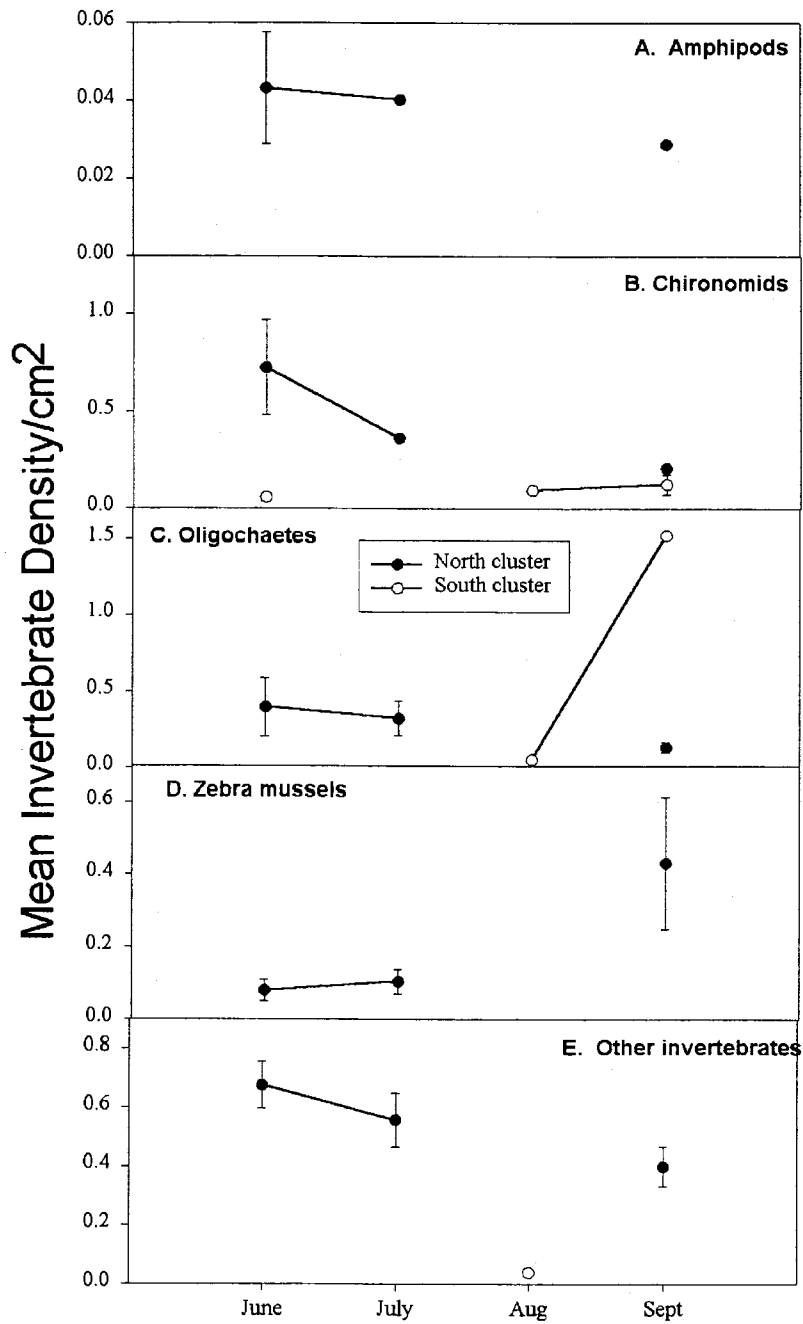 Mean Invertebrate Density/cm2
A. Amphipods
0.06
0.04
0.02
0.00
B. Chironomids
1.0
0.5
0.0
C. Oligochaetes
North cluster
South cluster
1.5
1.0
0.5
0.0
D. Zebra mussels
0.6
0.4
0.2
0.0
E. Other invertebrates
0.8
0.6
0.4
0.2
0.0
June July Aug Sept